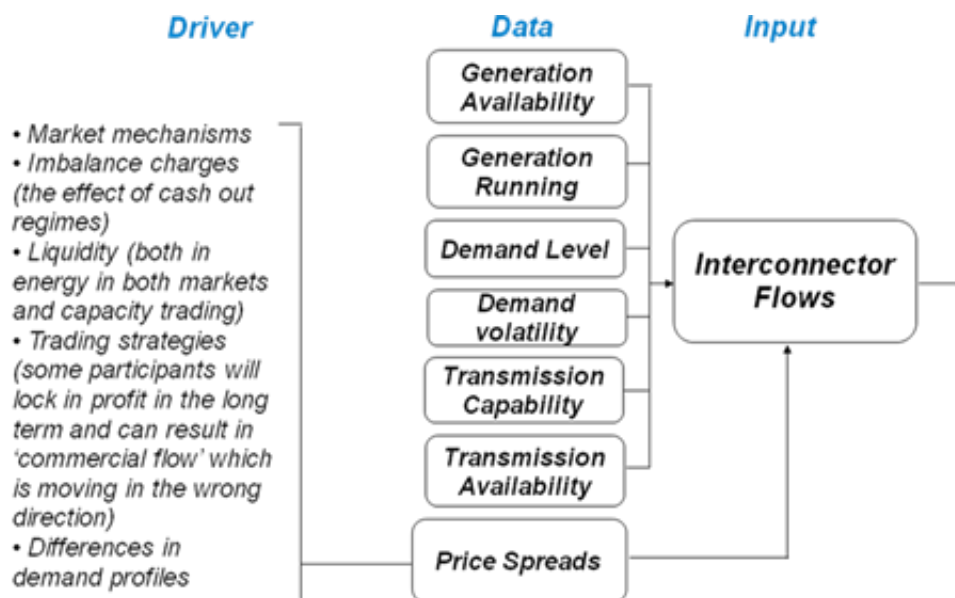 Driver
Data
Input
• Market mechanisms
• Imbalance charges
(the effect of cash out
regimes)
• Liquidity (both in
energy in both markets
and capacity trading)
• Trading strategies
(some participants will
lock in profit in the long
term and can result in
‘commercial flow’ which
is moving in the wrong
direction)
• Differences in
demand profiles
Generation
Availability
Generation
Running
Demand Level
Demand
volatility
Transmission
Capability
Transmission
Availability
Price Spreads
Interconnector
Flows